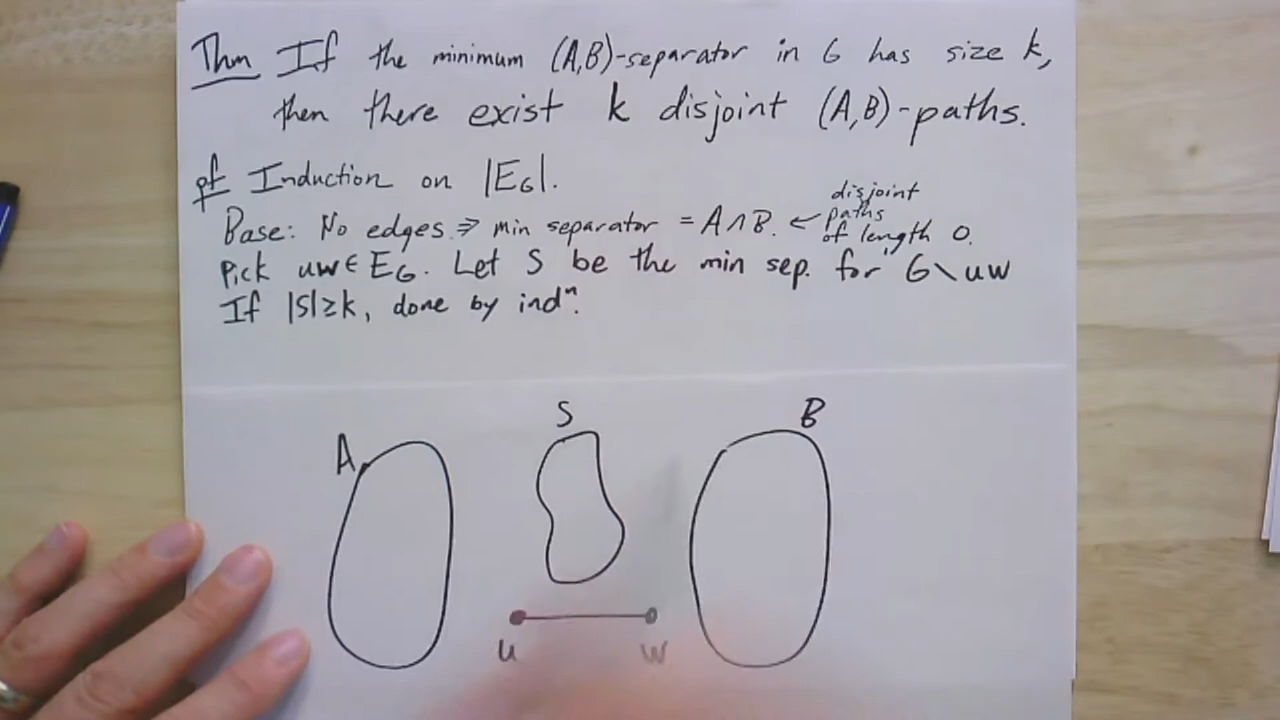 Thm If the minimum (A,B)-separator in G has size k,
then there exist k disjoint (A,B)-paths.
pf Induction on |E_G|.
Base: No edges ⇒ min separator = A∩B. ← disjoint paths of length 0.
Pick uw ∈ E_G. Let S be the min sep. for G∖uw
If |S|≥k, done by indⁿ.
A S B
u w